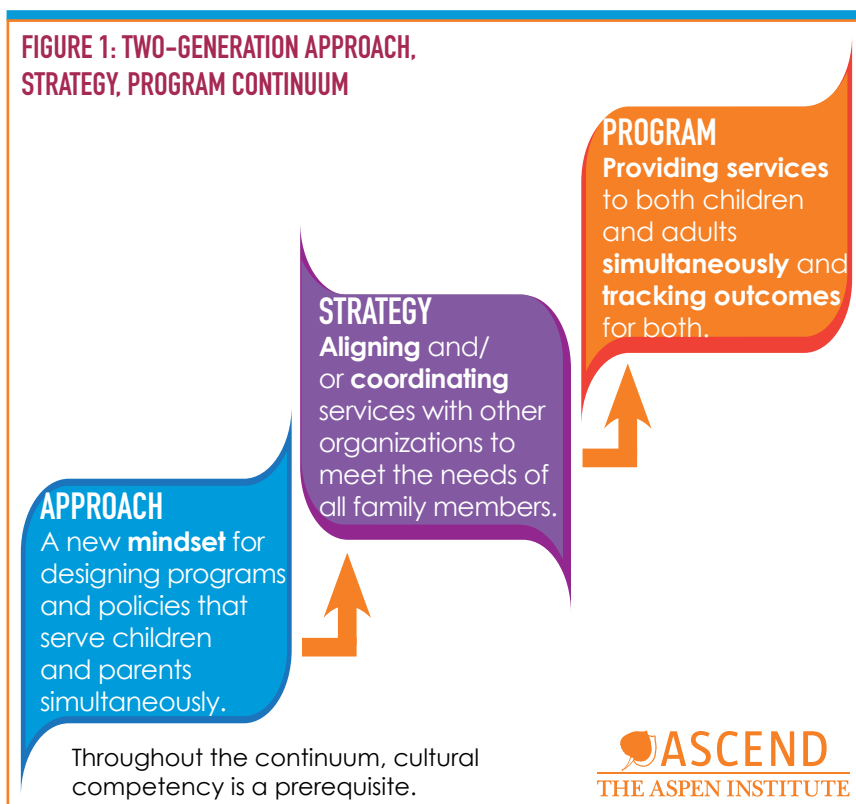 FIGURE 1: TWO-GENERATION APPROACH,
STRATEGY, PROGRAM CONTINUUM
APPROACH
A new mindset for
designing programs
and policies that
serve children
and parents
simultaneously.
STRATEGY
Aligning and/
or coordinating
services with other
organizations to
meet the needs of
all family members.
PROGRAM
Providing services
to both children
and adults
simultaneously and
tracking outcomes
for both.
Throughout the continuum, cultural
competency is a prerequisite.
ASCEND
THE ASPEN INSTITUTE